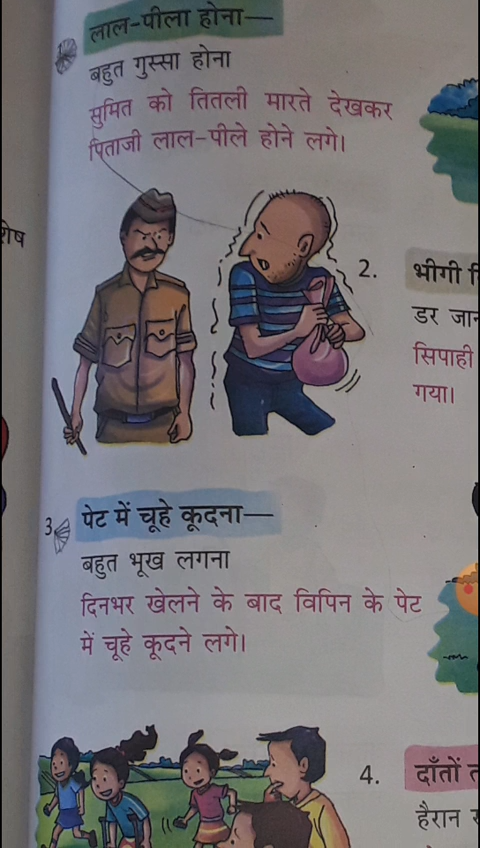 लाल-पीला होना—
बहुत गुस्सा होना
सुमित को तितली मारते देखकर
पिताजी लाल-पीले होने लगे।
2.
भीगी
डर
सिपाही
गया।
3.
पेट में चूहे कूदना—
बहुत भूख लगना
दिनभर खेलने के बाद विपिन के पेट
में चूहे कूदने लगे।
4.
दाँतों
हैरान